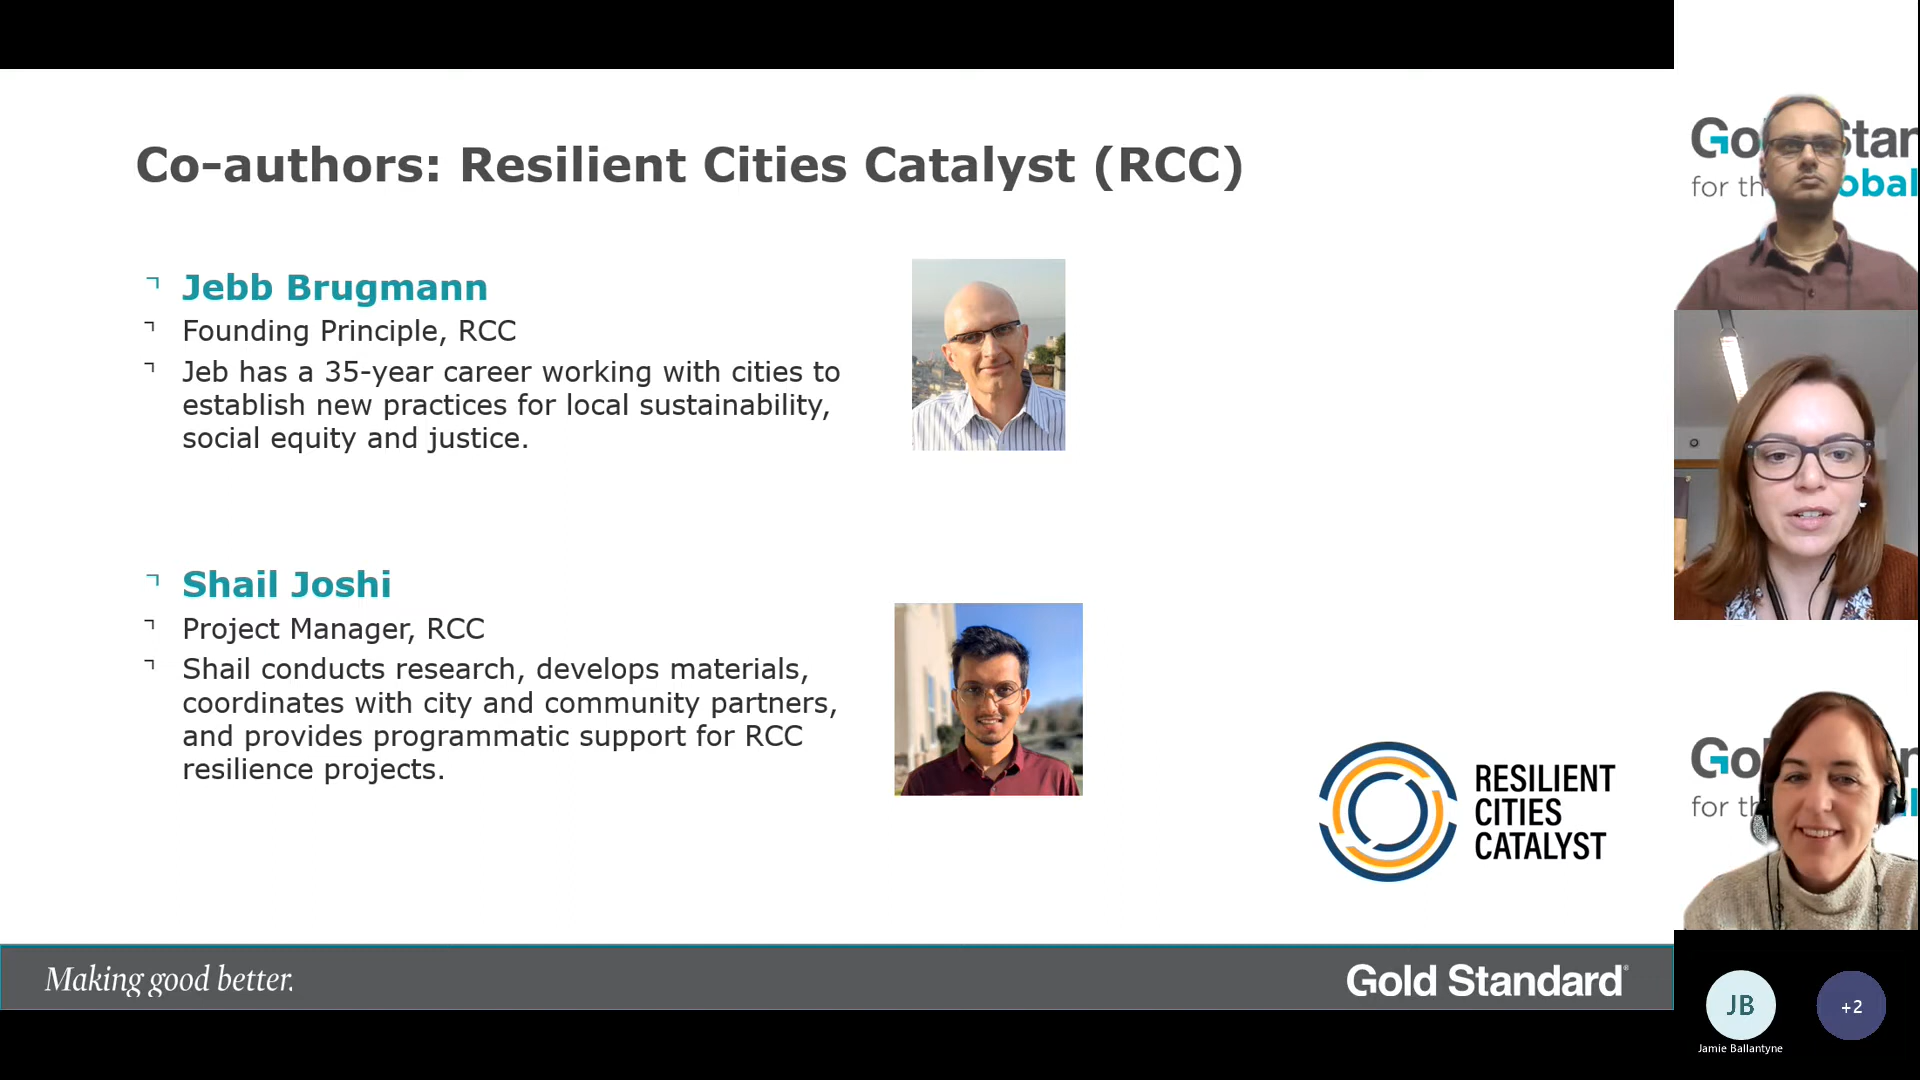 Co-authors: Resilient Cities Catalyst (RCC)
Jebb Brugmann
Founding Principle, RCC
Jeb has a 35-year career working with cities to
establish new practices for local sustainability,
social equity and justice.
Shail Joshi
Project Manager, RCC
Shail conducts research, develops materials,
coordinates with city and community partners,
and provides programmatic support for RCC
resilience projects.
RESILIENT
CITIES
CATALYST
Making good better.
Gold Standard
JB
Jamie Ballantyne
+2